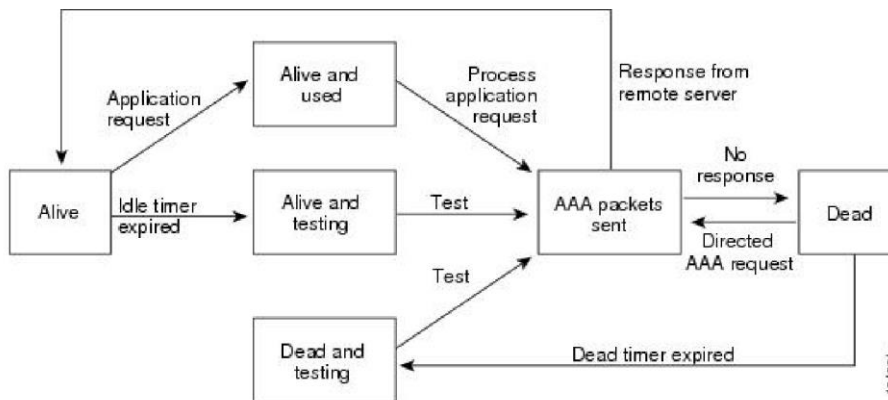 Alive and
used
Process
application
request
Response from
remote server
Application
request
No
response
Alive
Idle timer
expired
Alive and
testing
Test
AAA packets
sent
Dead
Directed
AAA request
Test
Dead and
testing
Dead timer expired